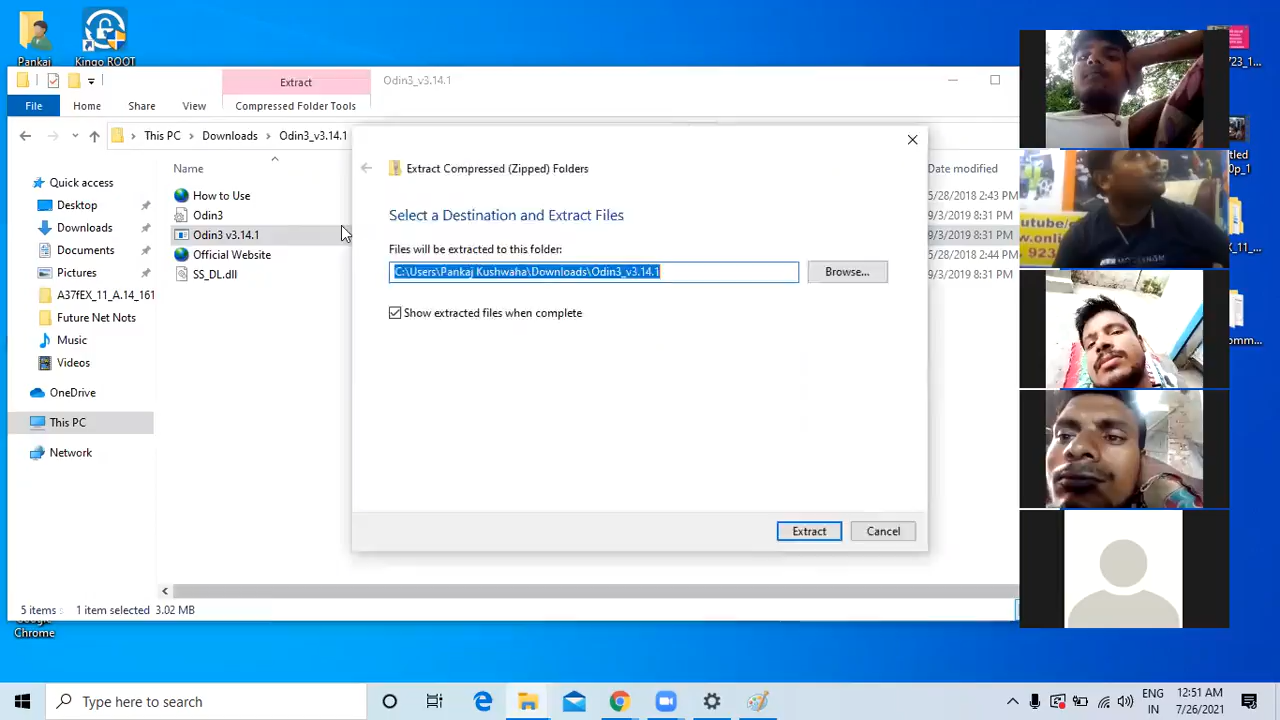 Pankaj
Kingo ROOT
723_1...
Extract
Odin3_v3.14.1
File
Home
Share
View
Compressed Folder Tools
This PC
Downloads
Odin3_v3.14.1
Name
Date modified
Quick access
Desktop
Downloads
Documents
Pictures
A37fEX_11_A.14_161
Future Net Nots
Music
Videos
OneDrive
This PC
Network
How to Use
5/28/2018 2:43 PM
Odin3
9/3/2019 8:31 PM
Odin3 v3.14.1
9/3/2019 8:31 PM
Official Website
5/28/2018 2:44 PM
SS_DL.dll
9/3/2019 8:31 PM
Extract Compressed (Zipped) Folders
Select a Destination and Extract Files
Files will be extracted to this folder:
C:\Users\Pankaj Kushwaha\Downloads\Odin3_v3.14.1
Browse...
Show extracted files when complete
Extract
Cancel
5 items
1 item selected 3.02 MB
Chrome
outube/c
w.onlin
923
_11...
omm...
Type here to search
ENG
IN
12:51 AM
7/26/2021